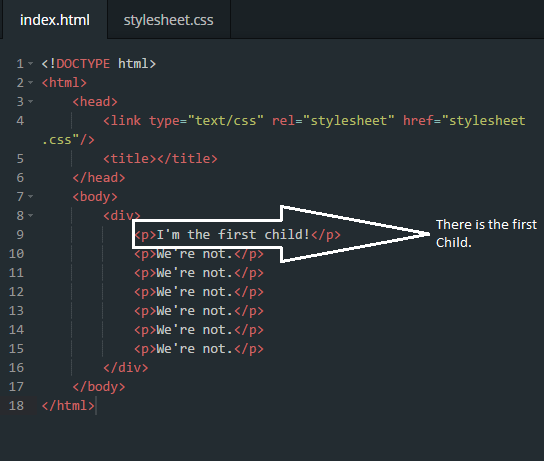 index.html stylesheet.css
1 <!DOCTYPE html>
2 <html>
3 <head>
4 <link type="text/css" rel="stylesheet" href="stylesheet
.css"/>
5 <title></title>
6 </head>
7 <body>
8 <div>
9 <p>I'm the first child!</p>
There is the first
Child.
10 <p>We're not.</p>
11 <p>We're not.</p>
12 <p>We're not.</p>
13 <p>We're not.</p>
14 <p>We're not.</p>
15 <p>We're not.</p>
16 </div>
17 </body>
18 </html>